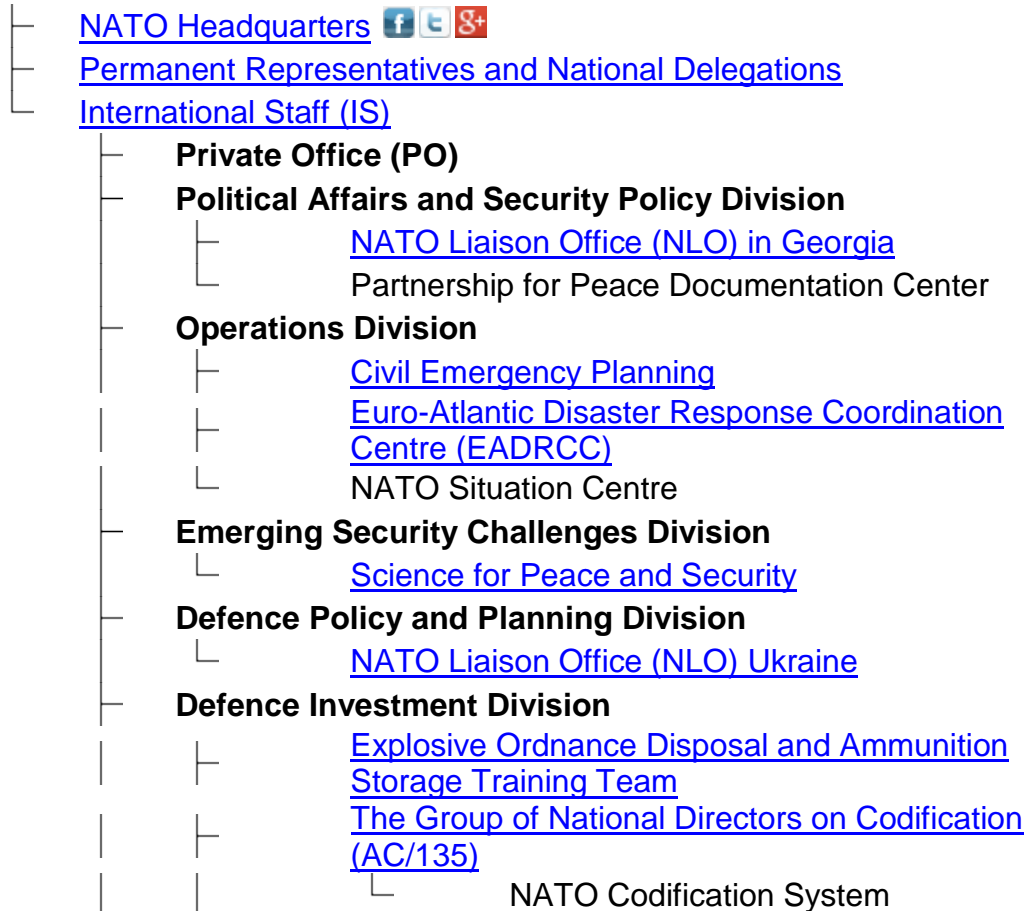 NATO Headquarters f t g+
Permanent Representatives and National Delegations
International Staff (IS)
Private Office (PO)
Political Affairs and Security Policy Division
NATO Liaison Office (NLO) in Georgia
Partnership for Peace Documentation Center
Operations Division
Civil Emergency Planning
Euro-Atlantic Disaster Response Coordination
Centre (EADRCC)
NATO Situation Centre
Emerging Security Challenges Division
Science for Peace and Security
Defence Policy and Planning Division
NATO Liaison Office (NLO) Ukraine
Defence Investment Division
Explosive Ordnance Disposal and Ammunition
Storage Training Team
The Group of National Directors on Codification
(AC/135)
NATO Codification System